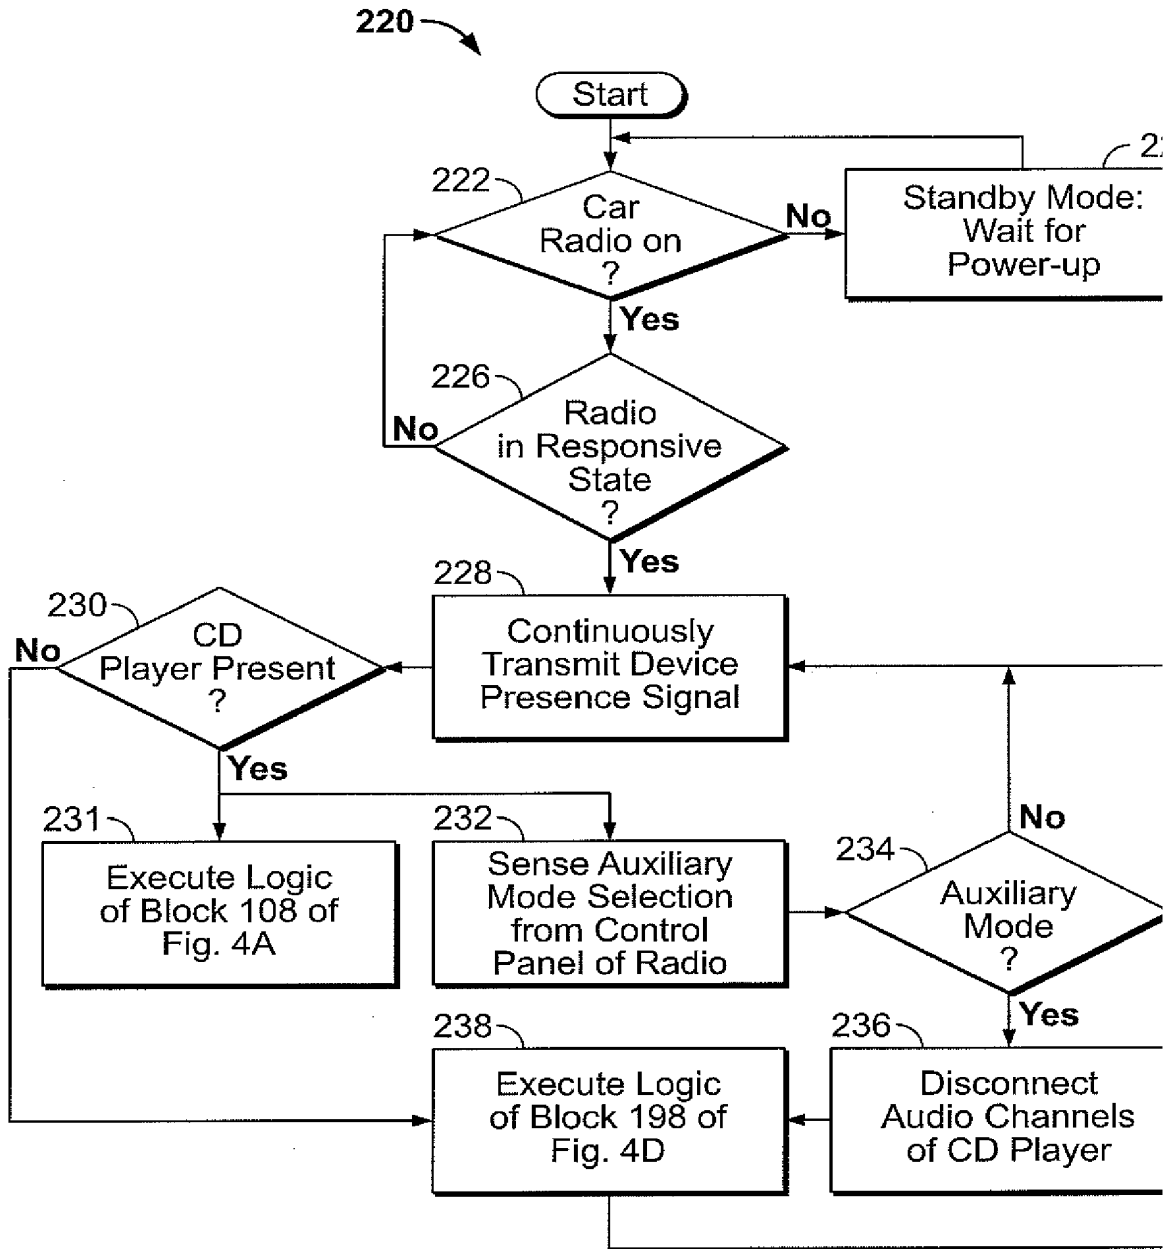 220
Start
222
Car
Radio on
?
No
Standby Mode:
Wait for
Power-up
Yes
226
Radio
in Responsive
State
?
No
Yes
228
Continuously
Transmit Device
Presence Signal
230
CD
Player Present
?
No
Yes
231
Execute Logic
of Block 108 of
Fig. 4A
232
Sense Auxiliary
Mode Selection
from Control
Panel of Radio
234
Auxiliary
Mode
?
No
Yes
236
Disconnect
Audio Channels
of CD Player
238
Execute Logic
of Block 198 of
Fig. 4D